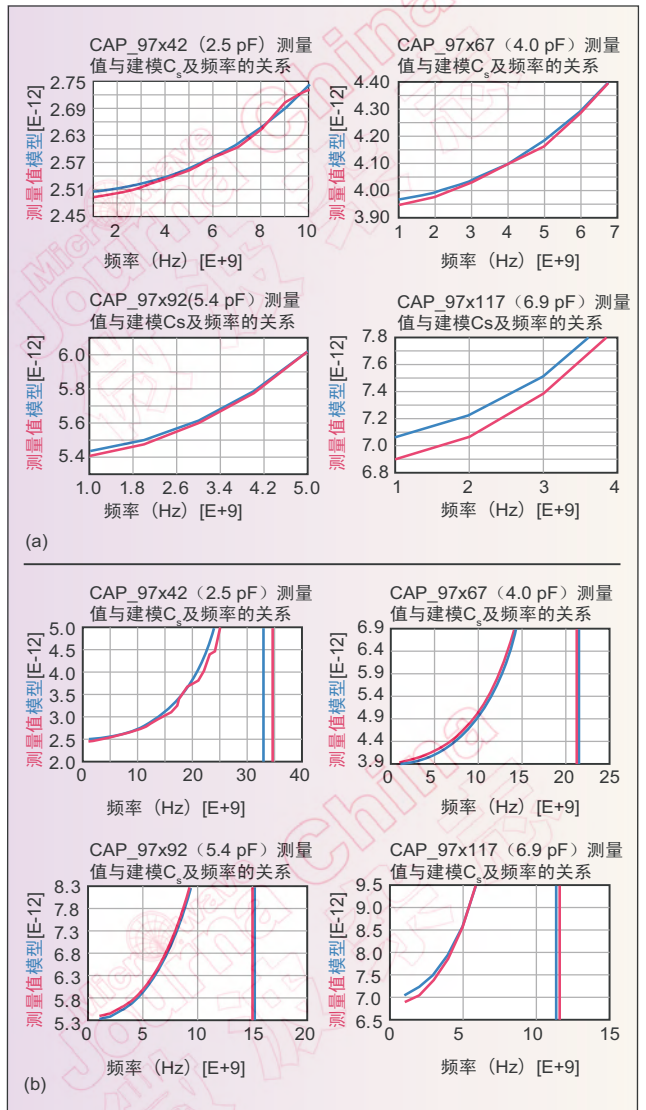 CAP_97x42（2.5 pF）测量
值与建模Cs及频率的关系
测量值模型[E-12]
2.75
2.69
2.63
2.57
2.51
2.45
2 4 6 8 10
频率（Hz）[E+9]
CAP_97x67（4.0 pF）测量
值与建模Cs及频率的关系
测量值模型[E-12]
4.40
4.30
4.20
4.10
4.00
3.90
1 2 3 4 5 6 7
频率（Hz）[E+9]
CAP_97x92(5.4 pF）测量
值与建模Cs及频率的关系
测量值模型[E-12]
6.0
5.8
5.6
5.4
1.0 1.8 2.6 3.4 4.2 5.0
频率（Hz）[E+9]
CAP_97x117（6.9 pF）测量
值与建模Cs及频率的关系
测量值模型[E-12]
7.8
7.6
7.4
7.2
7.0
6.8
1 2 3 4
频率（Hz）[E+9]
(a)
CAP_97x42（2.5 pF）测量
值与建模Cs及频率的关系
测量值模型[E-12]
5.0
4.5
4.0
3.5
3.0
2.5
2.0
0 10 20 30 40
频率（Hz）[E+9]
CAP_97x67（4.0 pF）测量
值与建模Cs及频率的关系
测量值模型[E-12]
6.9
6.4
5.9
5.4
4.9
4.4
3.9
0 5 10 15 20 25
频率（Hz）[E+9]
CAP_97x92（5.4 pF）测量
值与建模Cs及频率的关系
测量值模型[E-12]
8.3
7.8
7.3
6.8
6.3
5.8
5.3
0 5 10 15 20
频率（Hz）[E+9]
CAP_97x117（6.9 pF）测量
值与建模Cs及频率的关系
测量值模型[E-12]
9.5
9.0
8.5
8.0
7.5
7.0
6.5
0 5 10 15
频率（Hz）[E+9]
(b)
Microwave
Journal China
微波杂志